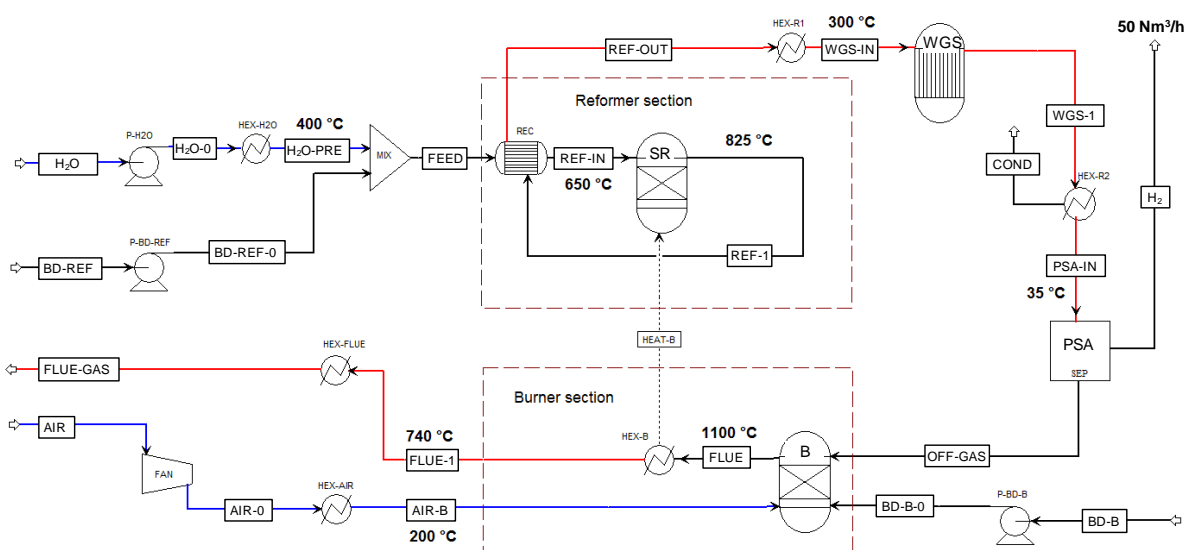 HEX-R1
300 °C
50 Nm³/h
REF-OUT
WGS-IN
WGS
Reformer section
P-H2O
HEX-H2O
400 °C
REC
825 °C
WGS-1
H₂O
H₂O-0
H₂O-PRE
MIX
FEED
REF-IN
SR
COND
650 °C
HEX-R2
H₂
P-BD-REF
BD-REF
BD-REF-0
REF-1
PSA-IN
35 °C
HEAT-B
PSA
SEP
HEX-FLUE
FLUE-GAS
Burner section
AIR
740 °C
HEX-B
1100 °C
FLUE-1
FLUE
B
OFF-GAS
FAN
HEX-AIR
P-BD-B
AIR-0
AIR-B
BD-B-0
BD-B
200 °C